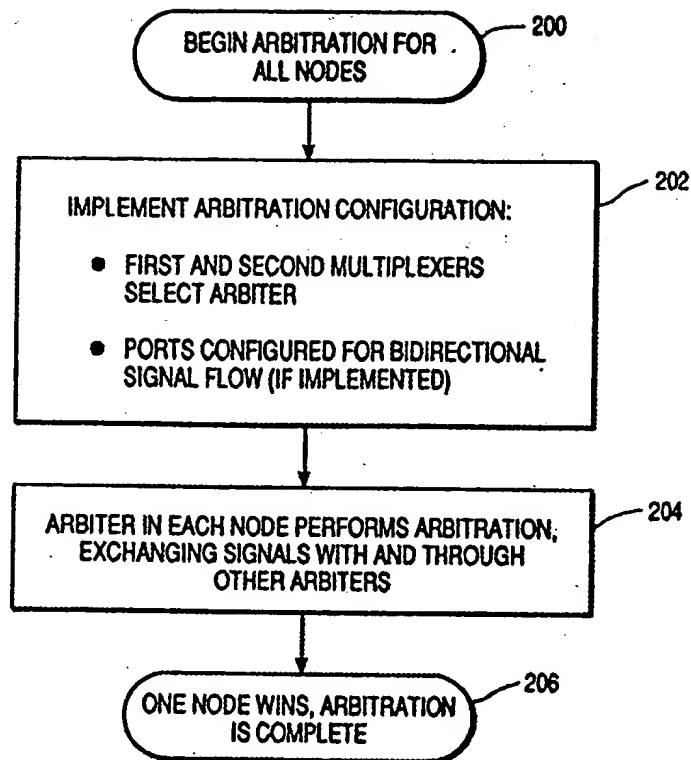 BEGIN ARBITRATION FOR
ALL NODES
200
202
IMPLEMENT ARBITRATION CONFIGURATION:
● FIRST AND SECOND MULTIPLEXERS
SELECT ARBITER
● PORTS CONFIGURED FOR BIDIRECTIONAL
SIGNAL FLOW (IF IMPLEMENTED)
204
ARBITER IN EACH NODE PERFORMS ARBITRATION,
EXCHANGING SIGNALS WITH AND THROUGH
OTHER ARBITERS
206
ONE NODE WINS, ARBITRATION
IS COMPLETE